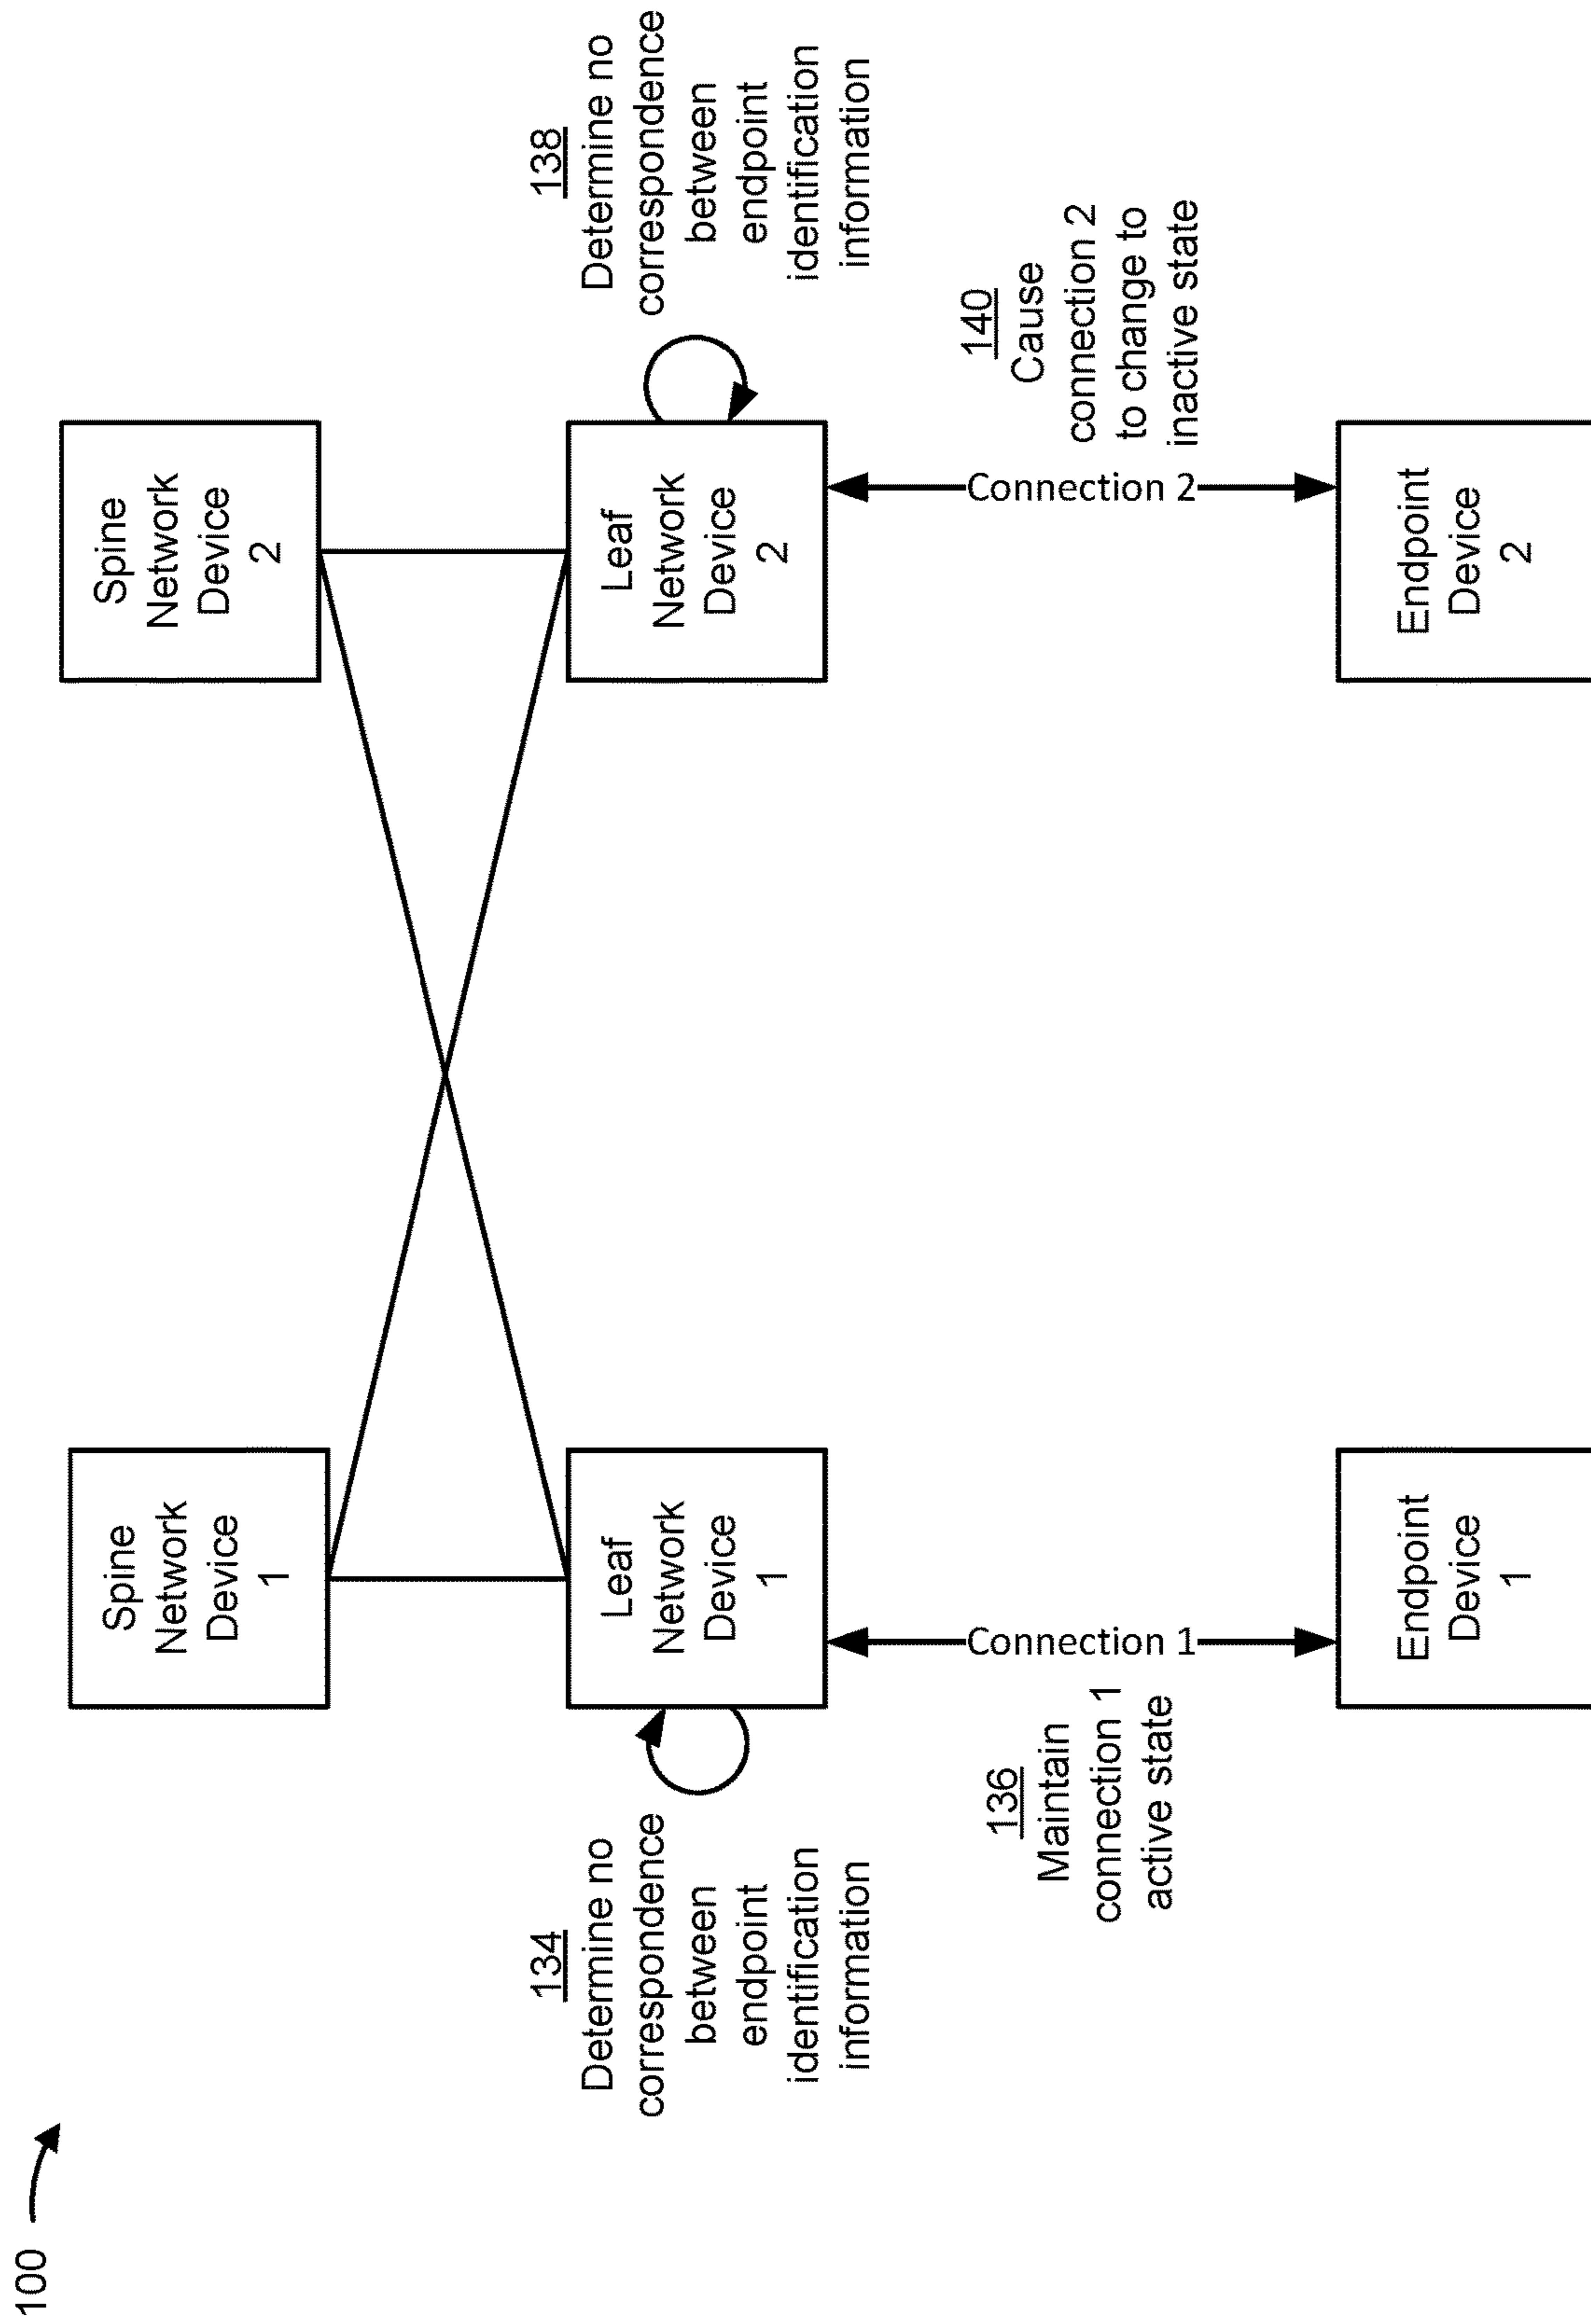 100
Spine
Network
Device
1
Spine
Network
Device
2
134
Determine no
correspondence
between
endpoint
identification
information
Leaf
Network
Device
1
Leaf
Network
Device
2
138
Determine no
correspondence
between
endpoint
identification
information
136
Maintain
connection 1
active state
Connection 1
Connection 2
140
Cause
connection 2
to change to
inactive state
Endpoint
Device
1
Endpoint
Device
2